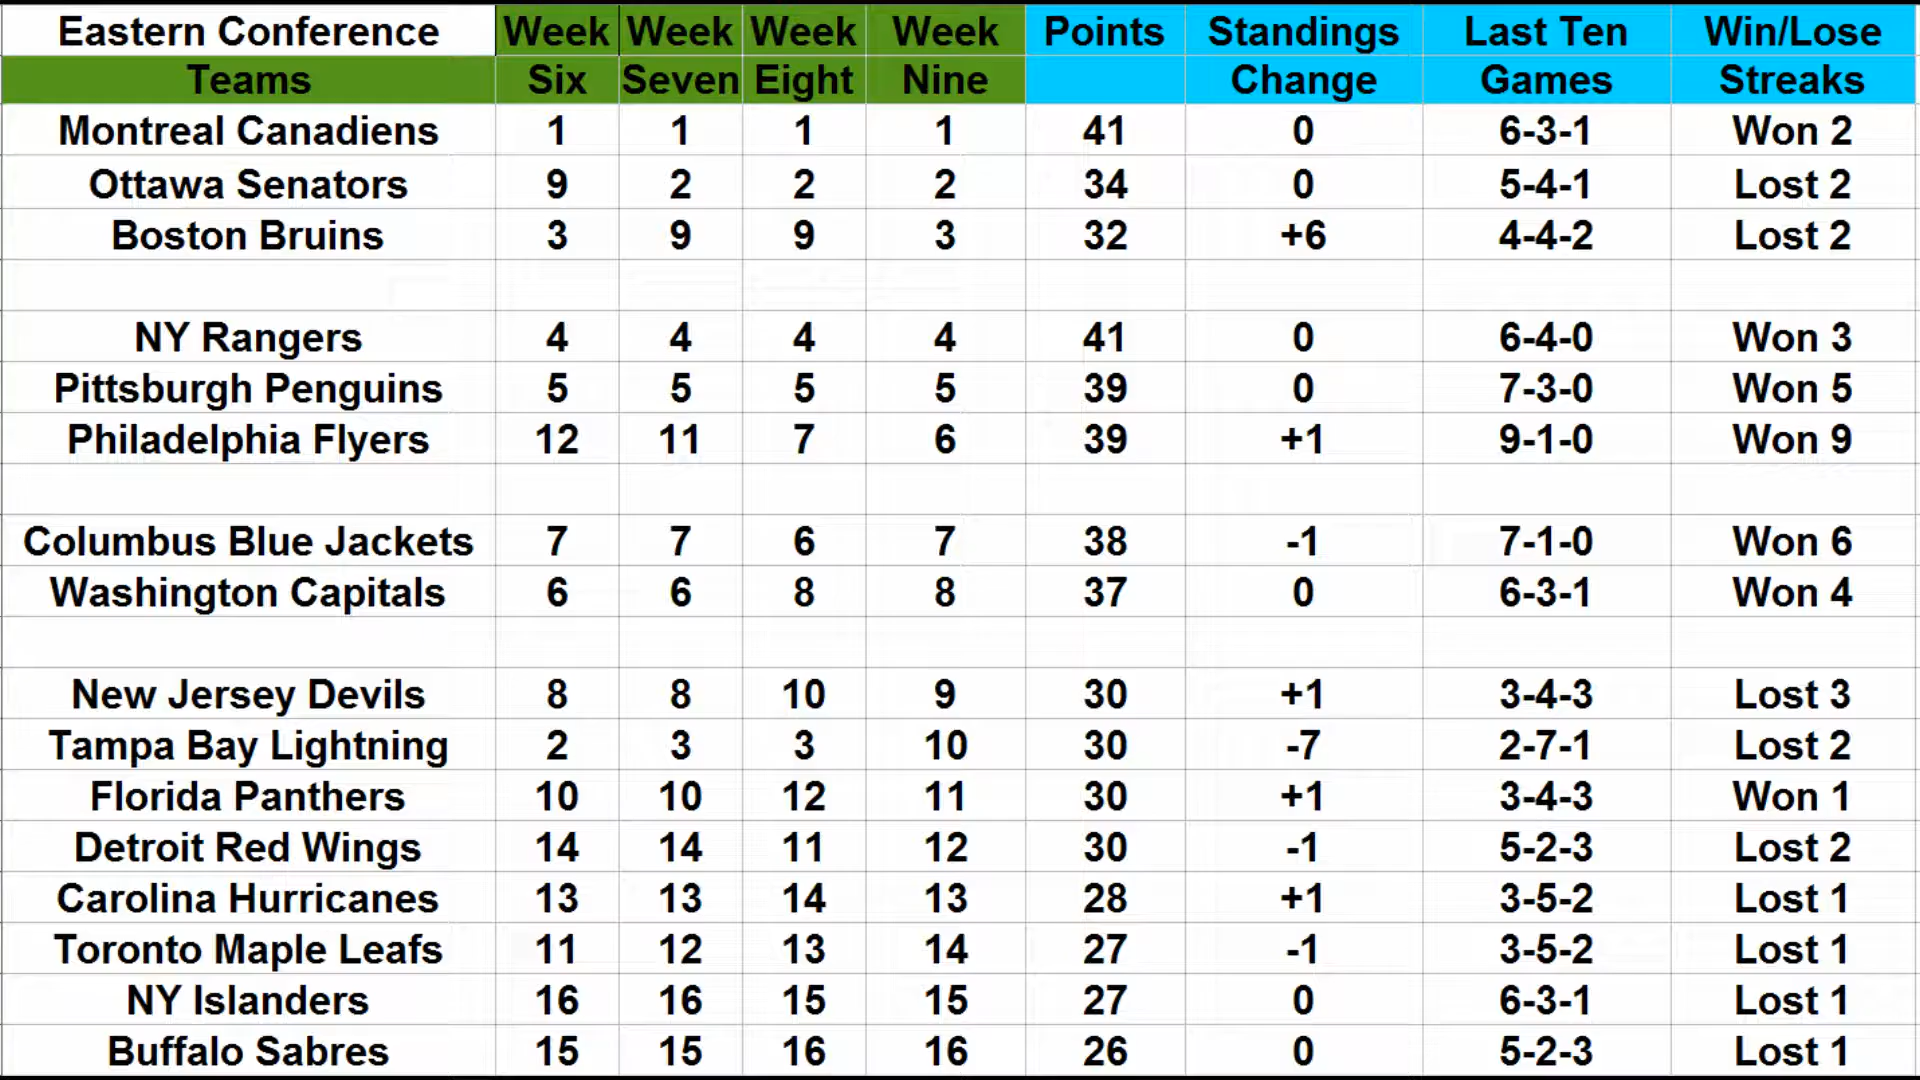 Eastern Conference Week Week Week Week Points Standings Last Ten Win/Lose
Teams Six Seven Eight Nine Change Games Streaks
Montreal Canadiens 1 1 1 1 41 0 6-3-1 Won 2
Ottawa Senators 9 2 2 2 34 0 5-4-1 Lost 2
Boston Bruins 3 9 9 3 32 +6 4-4-2 Lost 2
NY Rangers 4 4 4 4 41 0 6-4-0 Won 3
Pittsburgh Penguins 5 5 5 5 39 0 7-3-0 Won 5
Philadelphia Flyers 12 11 7 6 39 +1 9-1-0 Won 9
Columbus Blue Jackets 7 7 6 7 38 -1 7-1-0 Won 6
Washington Capitals 6 6 8 8 37 0 6-3-1 Won 4
New Jersey Devils 8 8 10 9 30 +1 3-4-3 Lost 3
Tampa Bay Lightning 2 3 3 10 30 -7 2-7-1 Lost 2
Florida Panthers 10 10 12 11 30 +1 3-4-3 Won 1
Detroit Red Wings 14 14 11 12 30 -1 5-2-3 Lost 2
Carolina Hurricanes 13 13 14 13 28 +1 3-5-2 Lost 1
Toronto Maple Leafs 11 12 13 14 27 -1 3-5-2 Lost 1
NY Islanders 16 16 15 15 27 0 6-3-1 Lost 1
Buffalo Sabres 15 15 16 16 26 0 5-2-3 Lost 1